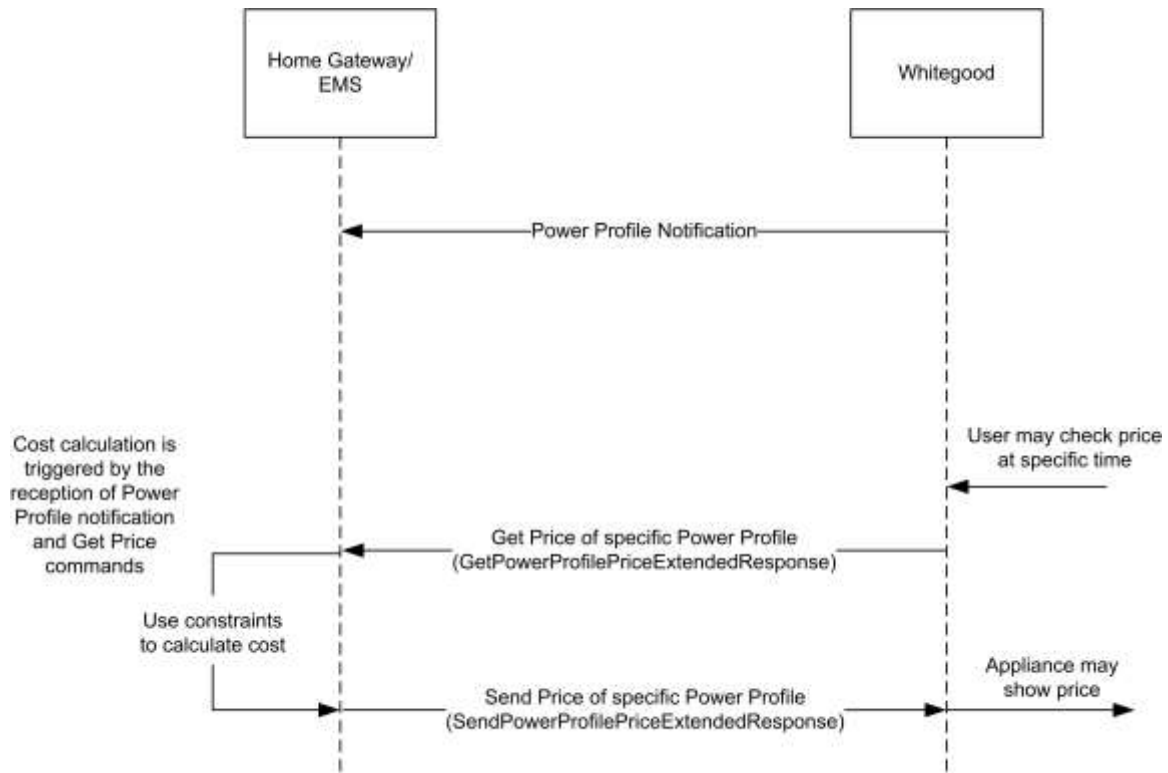 Home Gateway/
EMS
Whitegood
Power Profile Notification
User may check price
at specific time
Cost calculation is
triggered by the
reception of Power
Profile notification
and Get Price
commands
Get Price of specific Power Profile
(GetPowerProfilePriceExtendedResponse)
Use constraints
to calculate cost
Appliance may
show price
Send Price of specific Power Profile
(SendPowerProfilePriceExtendedResponse)